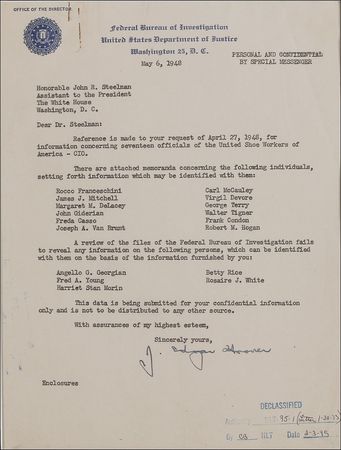 OFFICE OF THE DIRECTOR
Federal Bureau of Investigation
United States Department of Justice
Washington 25, D. C.
PERSONAL AND CONFIDENTIAL
BY SPECIAL MESSENGER
May 6, 1948
Honorable John R. Steelman
Assistant to the President
The White House
Washington, D. C.
Dear Dr. Steelman:
Reference is made to your request of April 27, 1948, for
information concerning seventeen officials of the United Shoe Workers of
America - CIO.
There are attached memoranda concerning the following individuals,
setting forth information which may be identified with them:
Rocco Franceschini
James J. Mitchell
Margaret M. DeLacey
John Giderian
Freda Casso
Joseph A. Van Brunt
Carl McCauley
Virgil Devore
George Terry
Walter Tigner
Frank Condon
Robert M. Hogan
A review of the files of the Federal Bureau of Investigation fails
to reveal any information on the following persons, which can be identified
with them on the basis of the information furnished by you:
Angello G. Georgian
Fred A. Young
Harriet Stan Morin
Betty Rice
Rosaire J. White
This data is being submitted for your confidential information
only and is not to be distributed to any other source.
With assurances of my highest esteem,
Sincerely yours,
J. Edgar Hoover
Enclosures
DECLASSIFIED
By NLT Date